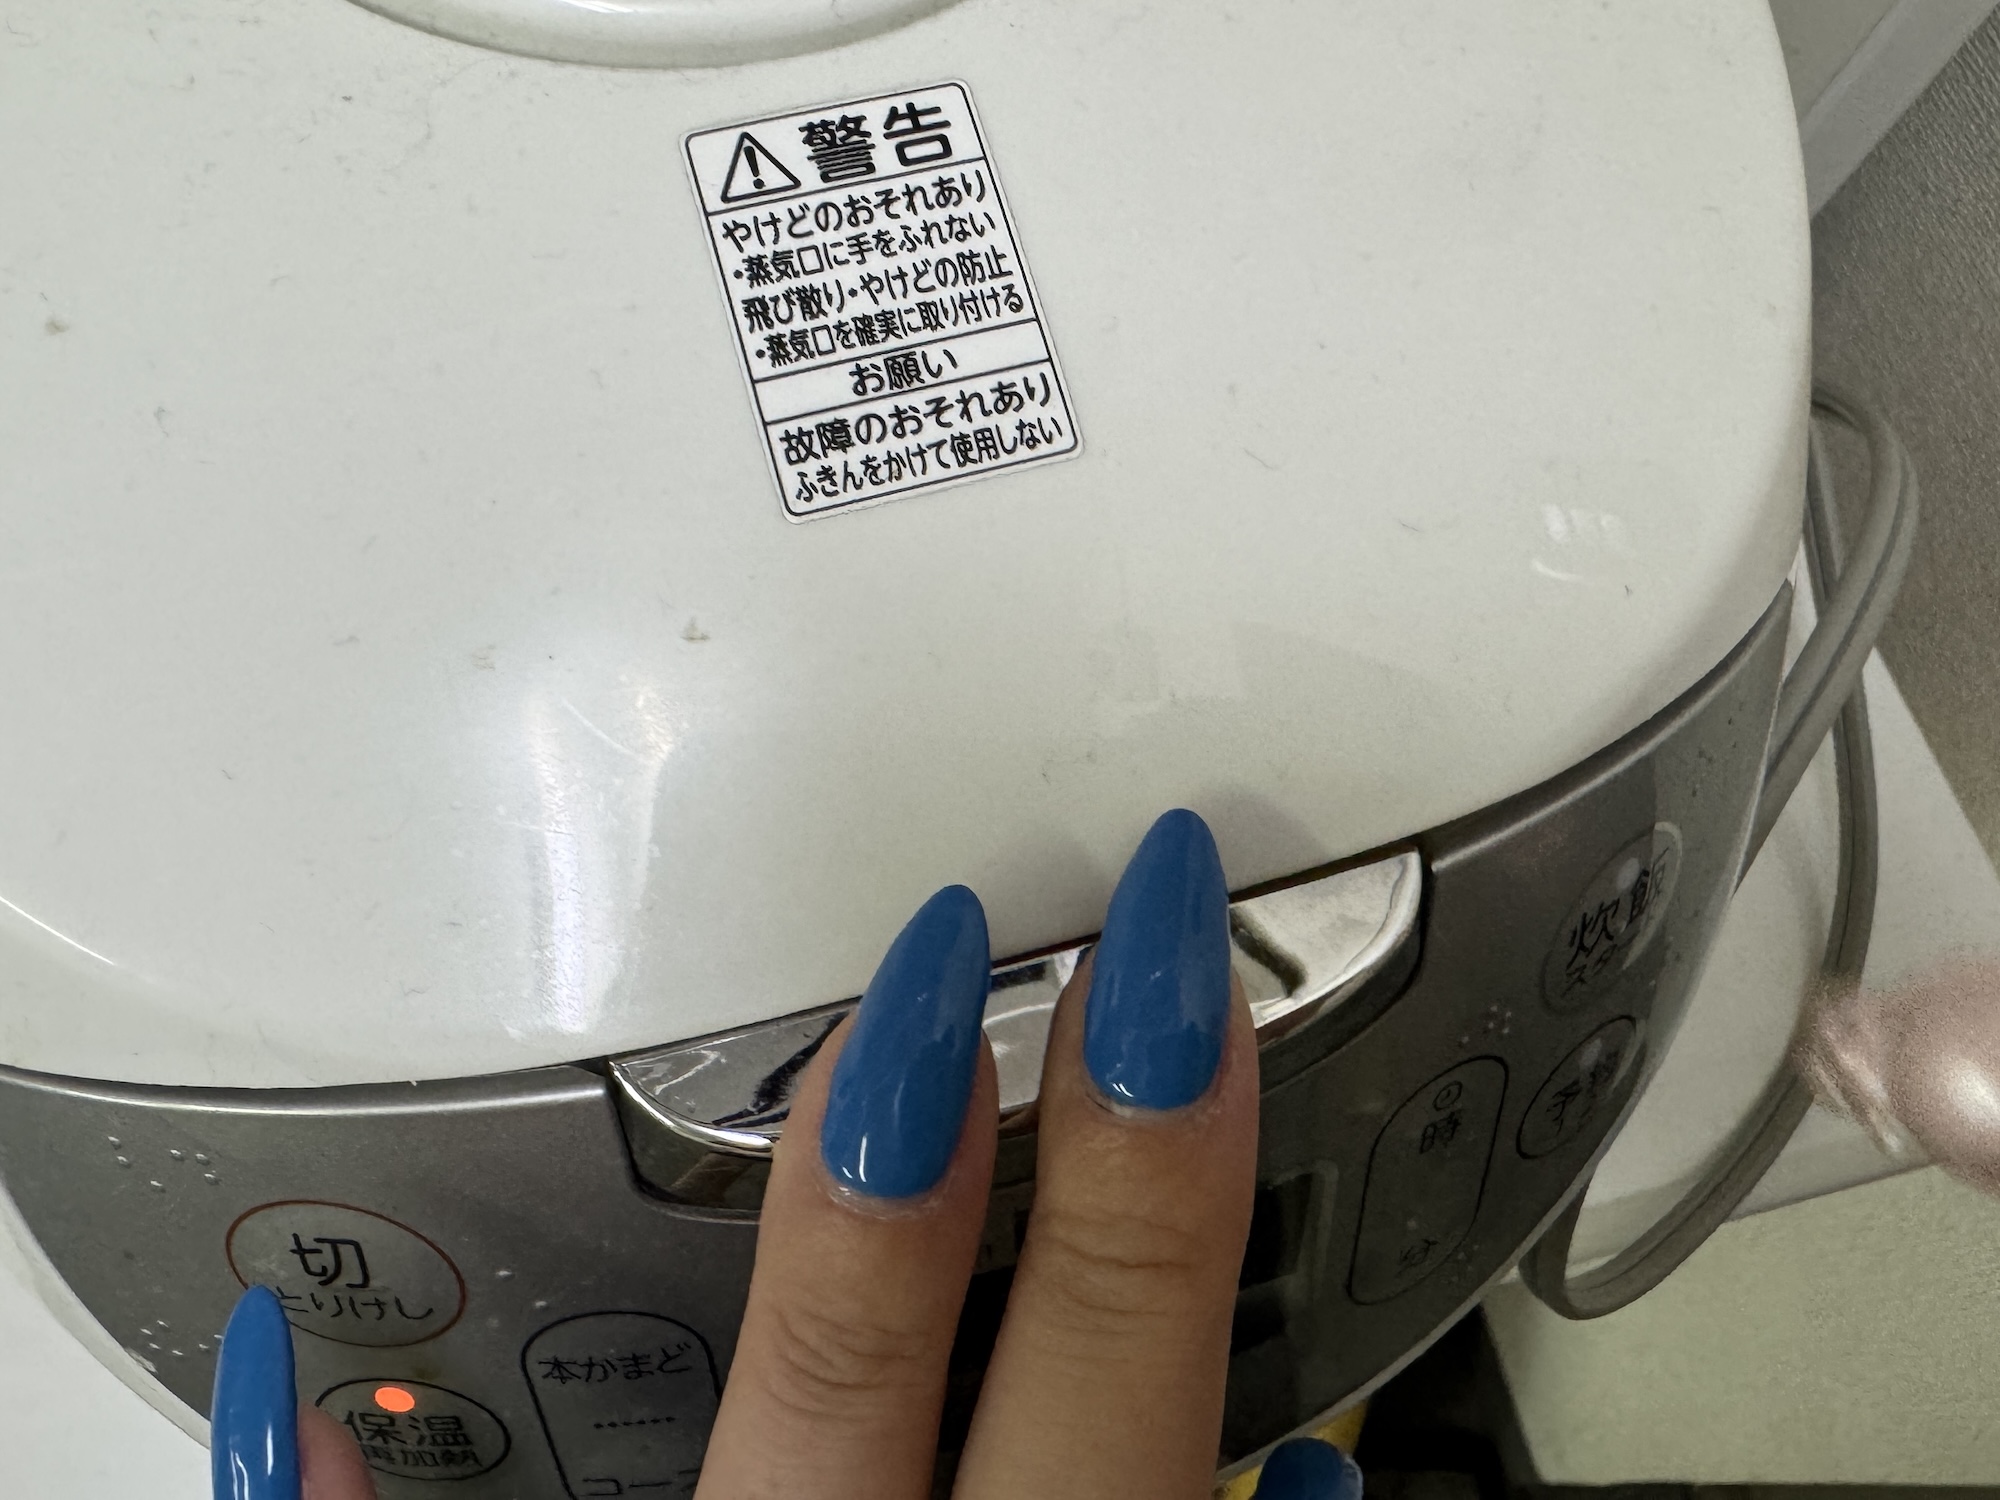 警告
やけどのおそれあり
・蒸気口に手をふれない
飛び散り・やけどの防止
・蒸気口を確実に取り付ける
お願い
故障のおそれあり
ふきんをかけて使用しない
炊飯
時
分
切
とりけし
本かまど
保温
再加熱